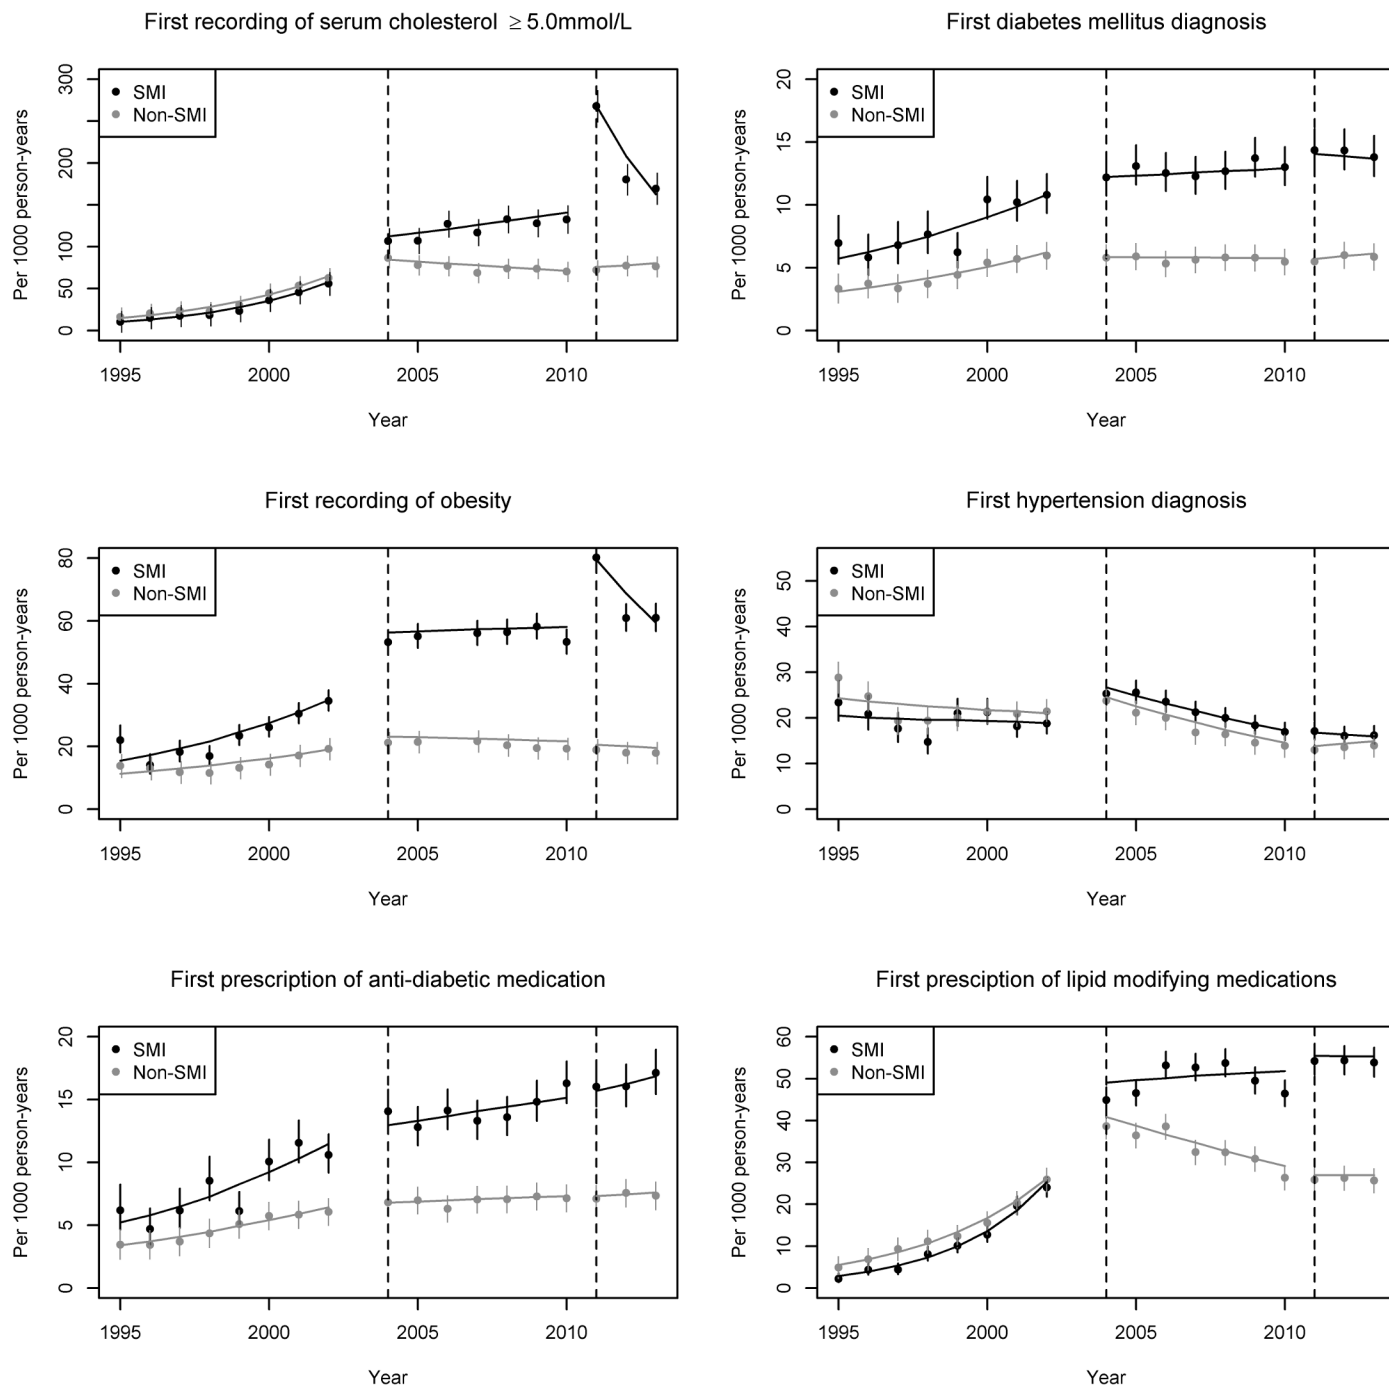 First recording of serum cholesterol ≥ 5.0mmol/L
Per 1000 person-years
300
200
100
50
0
SMI
Non-SMI
1995
2000
2005
2010
Year
First diabetes mellitus diagnosis
Per 1000 person-years
20
15
10
5
0
SMI
Non-SMI
1995
2000
2005
2010
Year
First recording of obesity
Per 1000 person-years
80
60
40
20
0
SMI
Non-SMI
1995
2000
2005
2010
Year
First hypertension diagnosis
Per 1000 person-years
50
40
30
20
10
0
SMI
Non-SMI
1995
2000
2005
2010
Year
First prescription of anti-diabetic medication
Per 1000 person-years
20
15
10
5
0
SMI
Non-SMI
1995
2000
2005
2010
Year
First presciption of lipid modifying medications
Per 1000 person-years
60
50
40
30
20
10
0
SMI
Non-SMI
1995
2000
2005
2010
Year